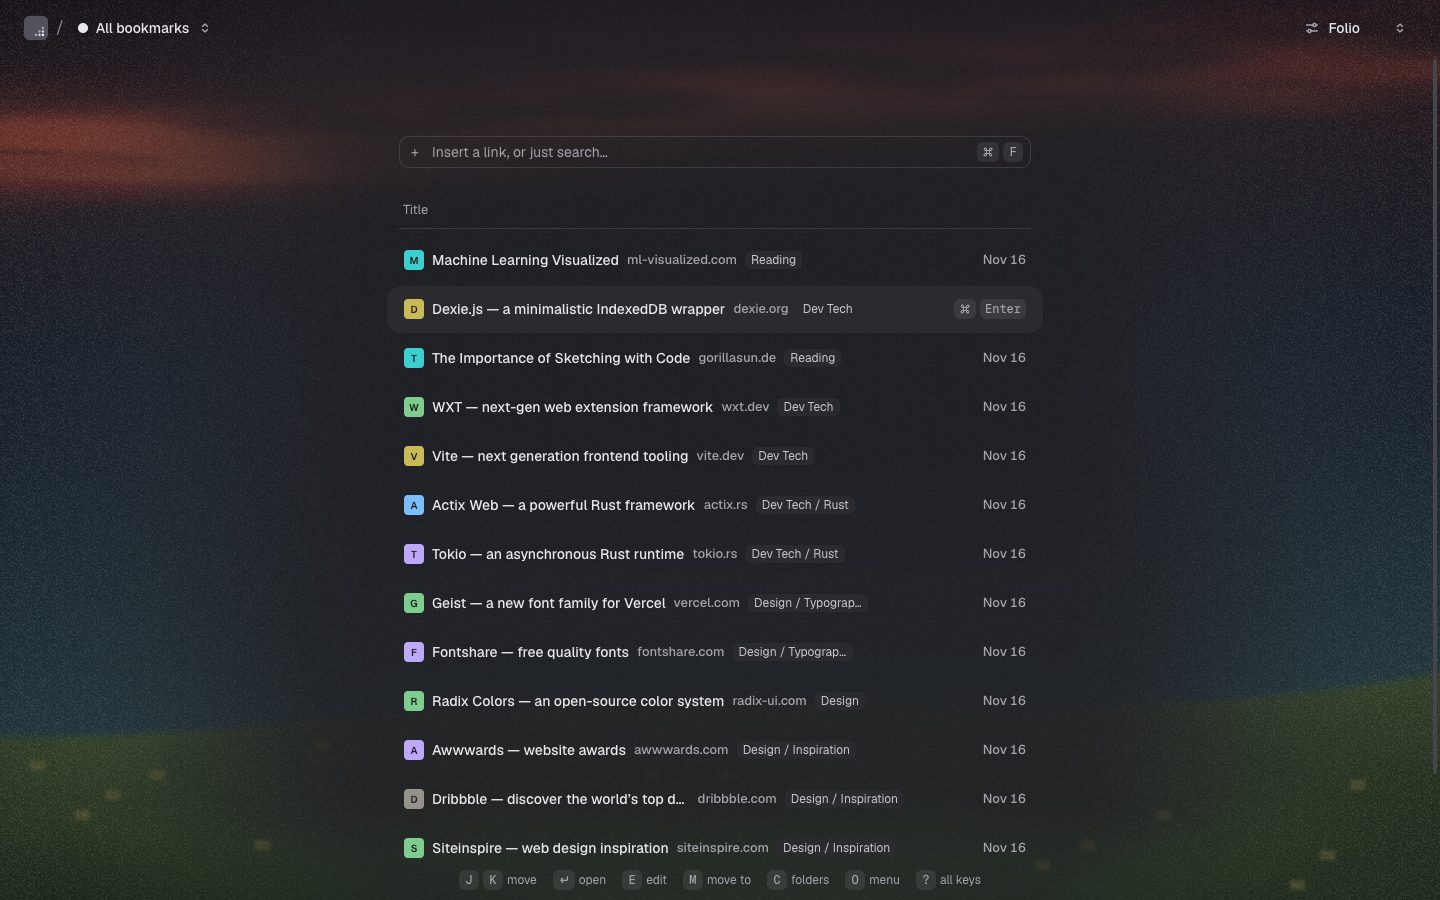 / All bookmarks Folio
+ Insert a link, or just search… ⌘ F
Title
M Machine Learning Visualized ml-visualized.com Reading Nov 16
D Dexie.js — a minimalistic IndexedDB wrapper dexie.org Dev Tech ⌘ Enter
T The Importance of Sketching with Code gorillasun.de Reading Nov 16
W WXT — next-gen web extension framework wxt.dev Dev Tech Nov 16
V Vite — next generation frontend tooling vite.dev Dev Tech Nov 16
A Actix Web — a powerful Rust framework actix.rs Dev Tech / Rust Nov 16
T Tokio — an asynchronous Rust runtime tokio.rs Dev Tech / Rust Nov 16
G Geist — a new font family for Vercel vercel.com Design / Typograp… Nov 16
F Fontshare — free quality fonts fontshare.com Design / Typograp… Nov 16
R Radix Colors — an open-source color system radix-ui.com Design Nov 16
A Awwwards — website awards awwwards.com Design / Inspiration Nov 16
D Dribbble — discover the world’s top d… dribbble.com Design / Inspiration Nov 16
S Siteinspire — web design inspiration siteinspire.com Design / Inspiration Nov 16
J K move ↵ open E edit M move to C folders O menu ? all keys